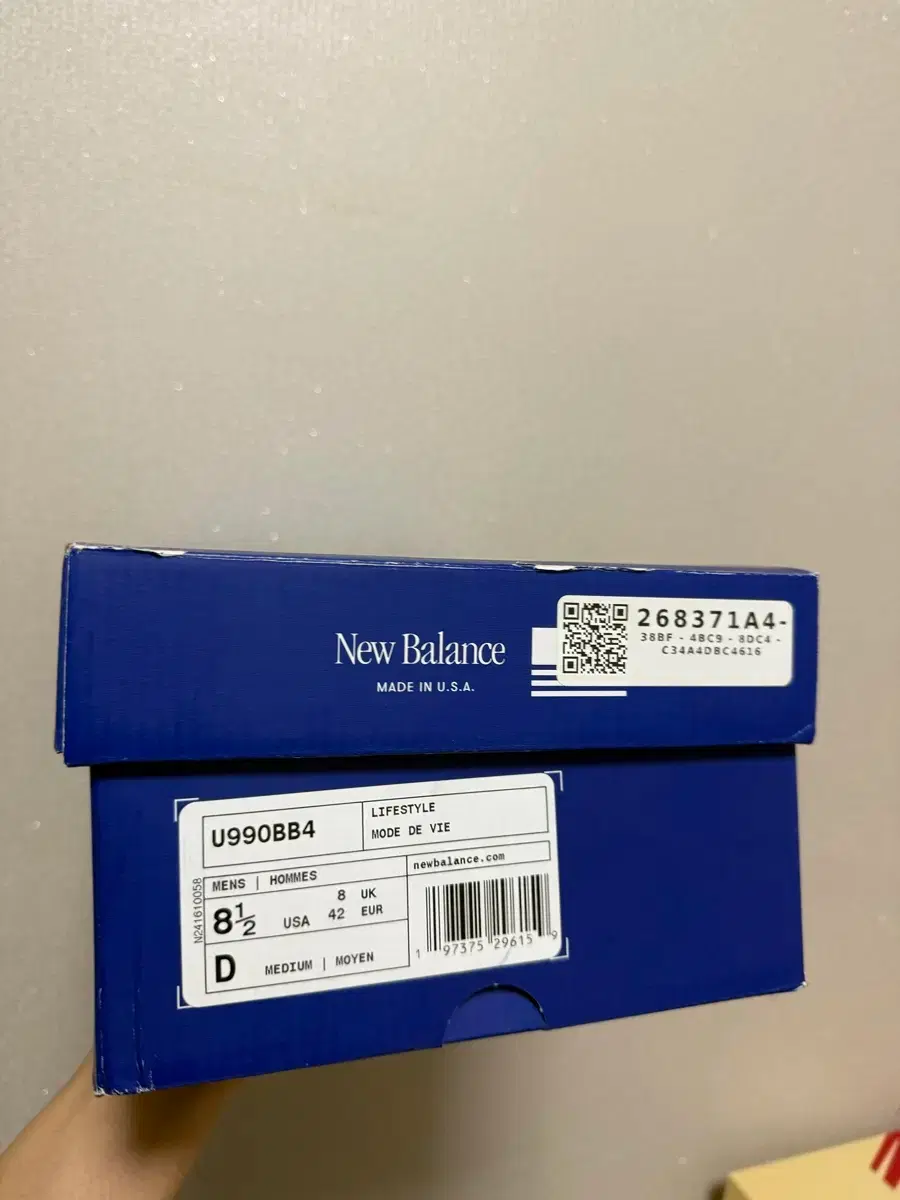 New Balance
MADE IN U.S.A.
268371A4-
38BF - 4BC9 - 8DC4 -
C34A4DBC4616
U990BB4
LIFESTYLE
MODE DE VIE
MENS | HOMMES
newbalance.com
8½ USA 8 UK
42 EUR
D MEDIUM | MOYEN
N241610058
1 97375 29615 9